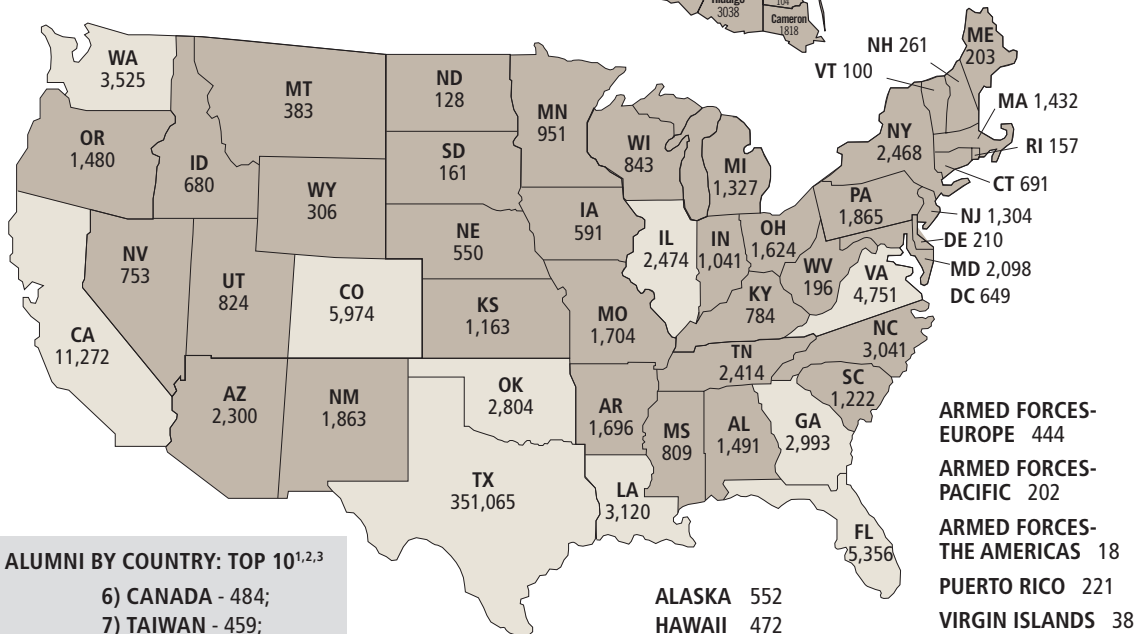 Hidalgo
3038
104
Cameron
1818
WA
3,525
OR
1,480
ID
680
MT
383
WY
306
NV
753
UT
824
CO
5,974
CA
11,272
AZ
2,300
NM
1,863
ND
128
SD
161
NE
550
KS
1,163
OK
2,804
TX
351,065
MN
951
IA
591
MO
1,704
AR
1,696
LA
3,120
WI
843
IL
2,474
MI
1,327
IN
1,041
OH
1,624
KY
784
TN
2,414
MS
809
AL
1,491
GA
2,993
FL
5,356
SC
1,222
NC
3,041
VA
4,751
WV
196
PA
1,865
NY
2,468
ME
203
NH 261
VT 100
MA 1,432
RI 157
CT 691
NJ 1,304
DE 210
MD 2,098
DC 649
ARMED FORCES-
EUROPE 444
ARMED FORCES-
PACIFIC 202
ARMED FORCES-
THE AMERICAS 18
PUERTO RICO 221
VIRGIN ISLANDS 38
ALASKA 552
HAWAII 472
ALUMNI BY COUNTRY: TOP 10¹,²,³
6) CANADA - 484;
7) TAIWAN - 459;